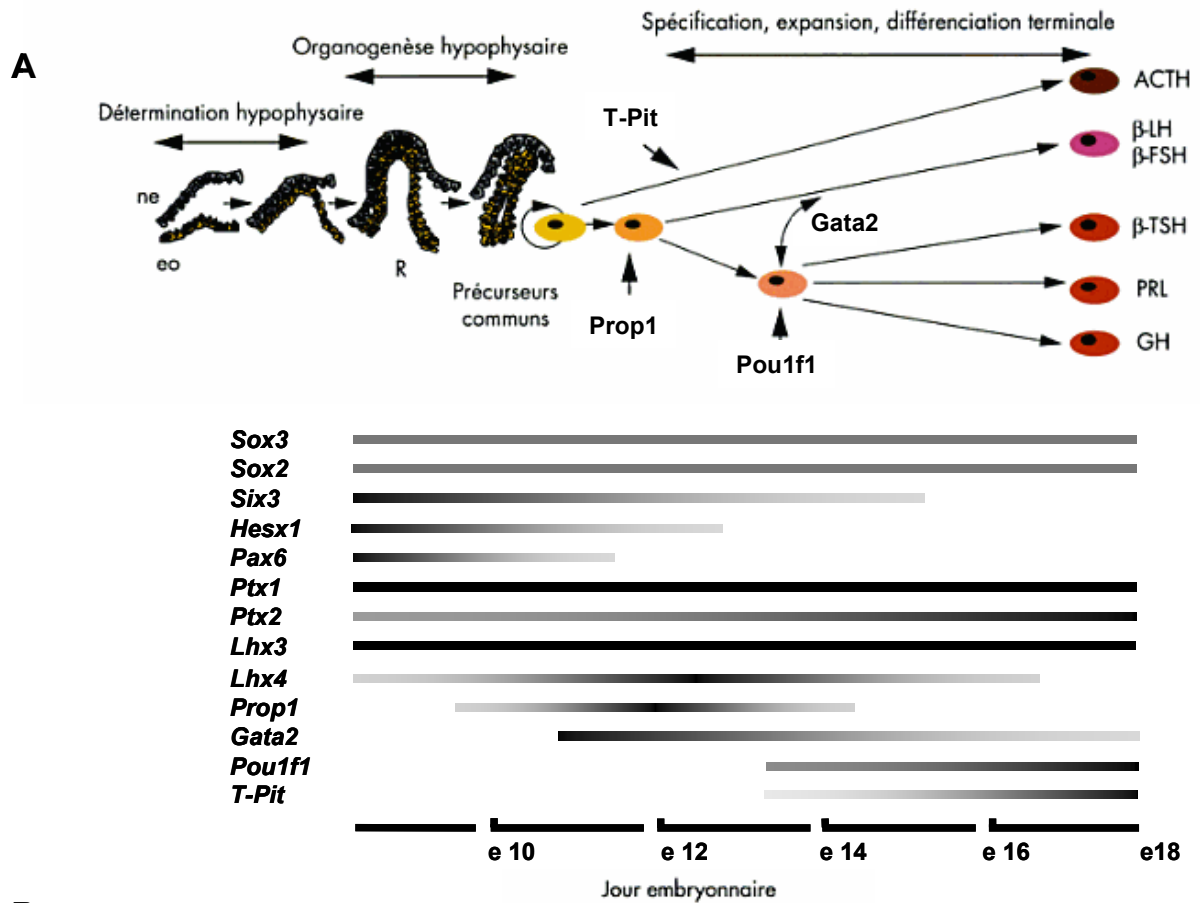 A
Spécification, expansion, différenciation terminale
Organogenèse hypophysaire
Détermination hypophysaire
T-Pit
ACTH
β-LH
β-FSH
ne
Gata2
β-TSH
eo
R
Précurseurs
communs
PRL
Prop1
GH
Pou1f1
Sox3
Sox2
Six3
Hesx1
Pax6
Ptx1
Ptx2
Lhx3
Lhx4
Prop1
Gata2
Pou1f1
T-Pit
e 10 e 12 e 14 e 16 e18
Jour embryonnaire